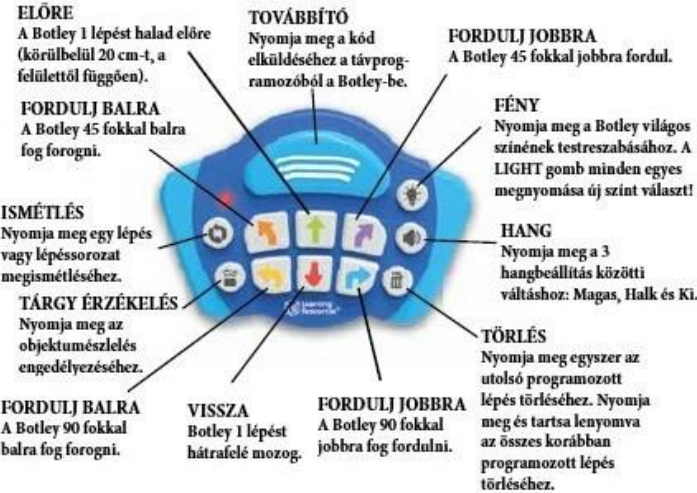 ELŐRE
A Botley 1 lépést halad előre
(körülbelül 20 cm-t, a
felülettől függően).
TOVÁBBÍTÓ
Nyomja meg a kód
elküldéséhez a távprog-
ramozóból a Botley-be.
FORDULJ JOBBRA
A Botley 45 fokkal jobbra fordul.
FORDULJ BALRA
A Botley 45 fokkal balra
fog forogni.
FÉNY
Nyomja meg a Botley világos
színének testreszabásához. A
LIGHT gomb minden egyes
megnyomása új színt választ!
ISMÉTLÉS
Nyomja meg egy lépés
vagy lépéssorozat
megismétléséhez.
HANG
Nyomja meg a 3
hangbeállítás közötti
váltáshoz: Magas, Halk és Ki.
TÁRGY ÉRZÉKELÉS
Nyomja meg az
objektumészlelés
engedélyezéséhez.
Learning
Resources
TÖRLÉS
Nyomja meg egyszer az
utolsó programozott
lépés törléséhez. Nyomja
meg és tartsa lenyomva
az összes korábban
programozott lépés
törléséhez.
FORDULJ BALRA
A Botley 90 fokkal
balra fog forogni.
VISSZA
Botley 1 lépést
hátrafelé mozog.
FORDULJ JOBBRA
A Botley 90 fokkal
jobbra fog fordulni.